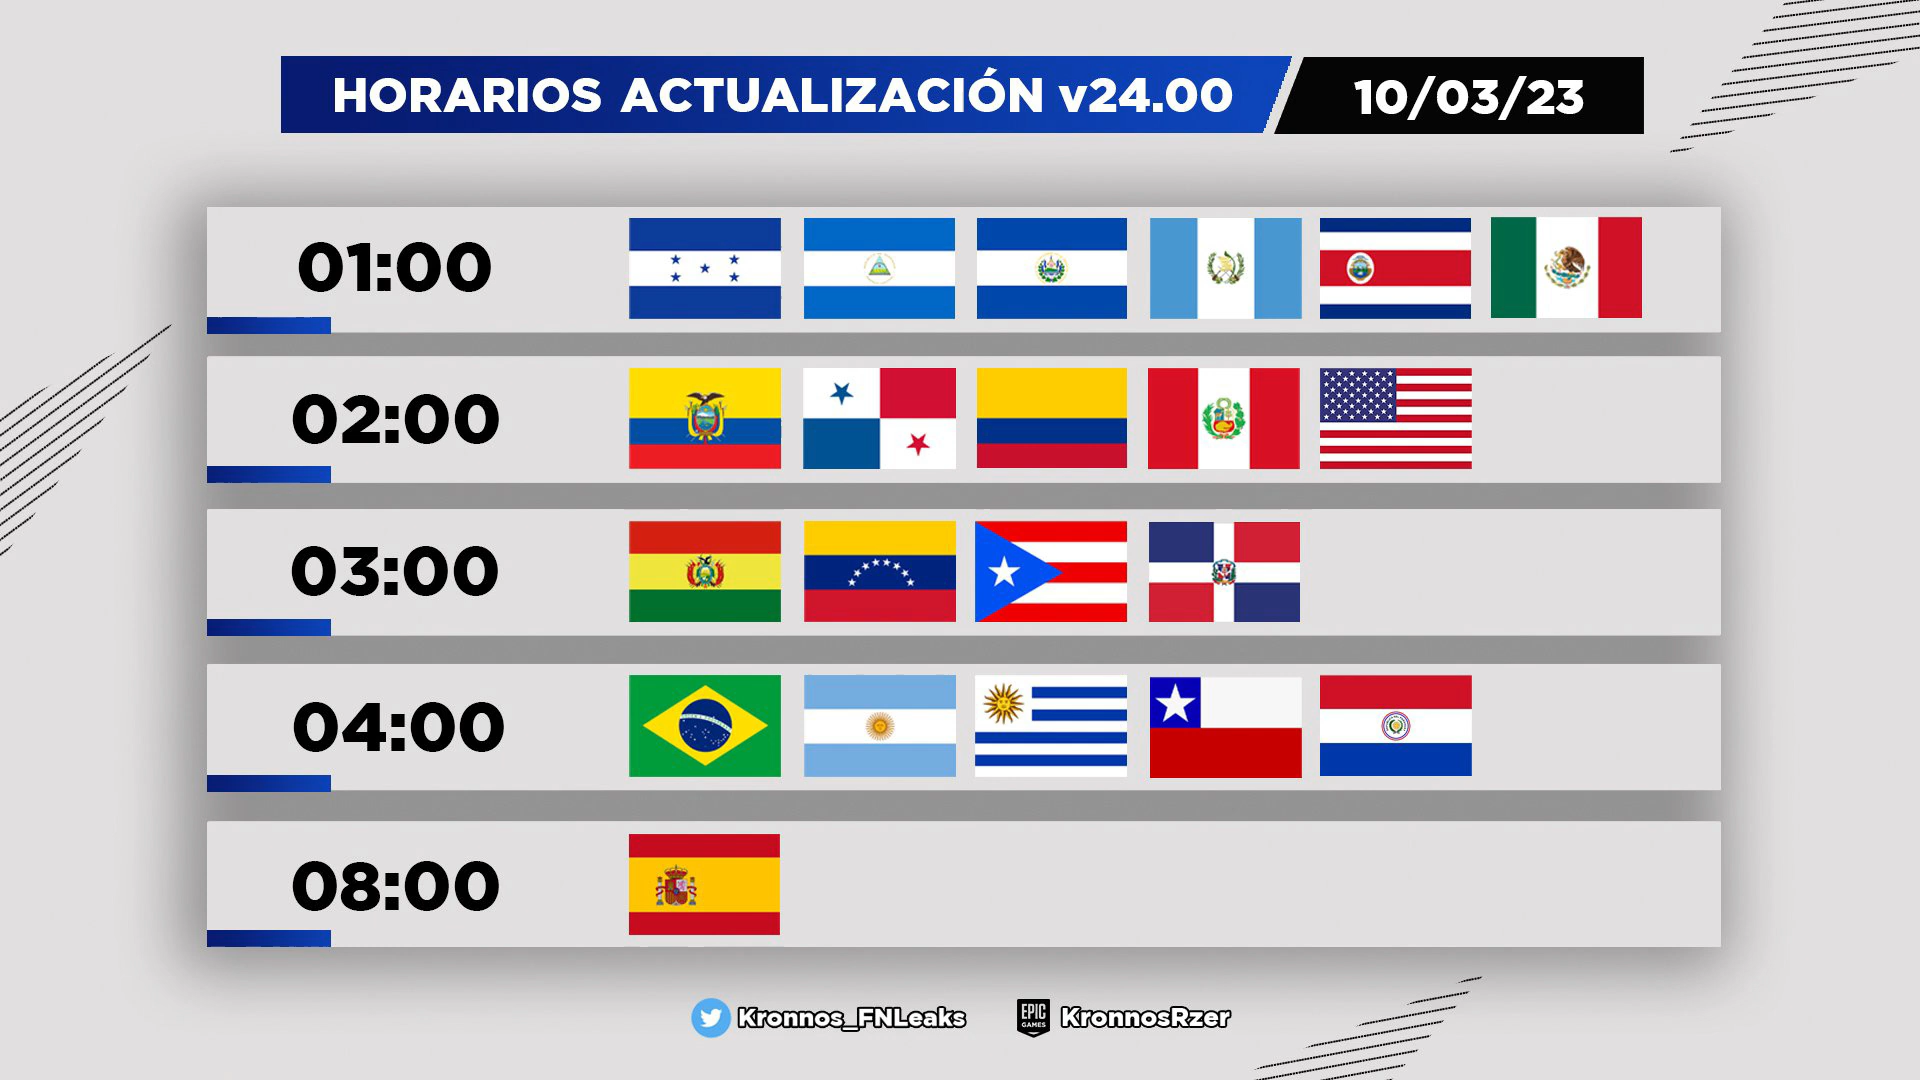 HORARIOS ACTUALIZACIÓN v24.00
10/03/23
01:00
02:00
03:00
04:00
08:00
Kronnos_FNLeaks
EPIC
GAMES
KronnosRzer